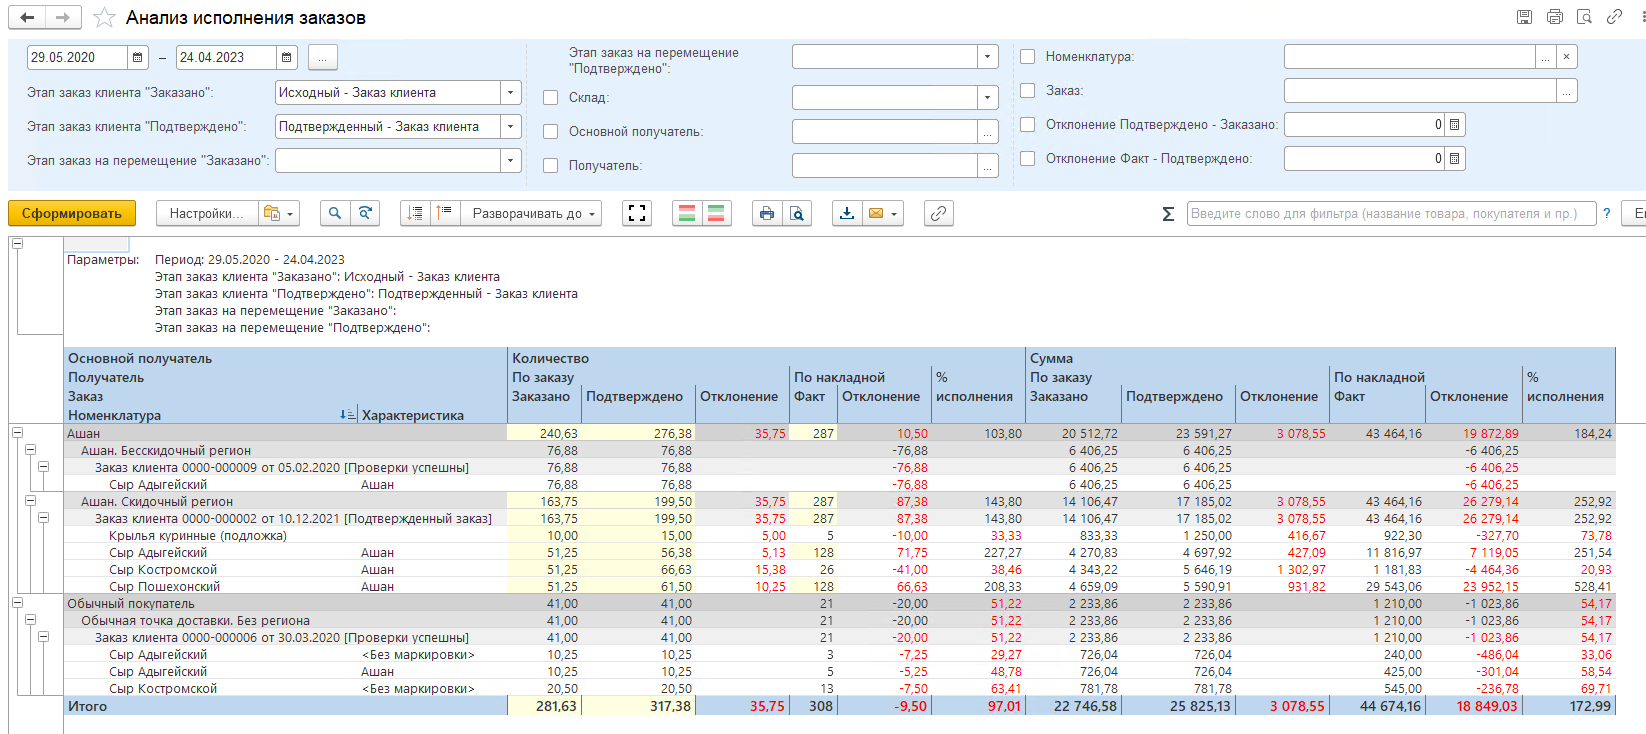 Анализ исполнения заказов
29.05.2020 – 24.04.2023 ...
Этап заказ клиента "Заказано": Исходный - Заказ клиента
Этап заказ клиента "Подтверждено": Подтвержденный - Заказ клиента
Этап заказ на перемещение "Заказано":
Этап заказ на перемещение
"Подтверждено":
Склад:
Основной получатель: ...
Получатель: ...
Номенклатура: ... ×
Заказ: ...
Отклонение Подтверждено - Заказано: 0
Отклонение Факт - Подтверждено: 0
Сформировать Настройки... Разворачивать до Σ Введите слово для фильтра (название товара, покупателя и пр.) ?
Параметры: Период: 29.05.2020 - 24.04.2023
Этап заказ клиента "Заказано": Исходный - Заказ клиента
Этап заказ клиента "Подтверждено": Подтвержденный - Заказ клиента
Этап заказ на перемещение "Заказано":
Этап заказ на перемещение "Подтверждено":
Основной получатель Количество Сумма
Получатель По заказу По накладной % По заказу По накладной %
Заказ Заказано Подтверждено Отклонение Факт Отклонение исполнения Заказано Подтверждено Отклонение Факт Отклонение исполнения
Номенклатура Характеристика
Ашан 240,63 276,38 35,75 287 10,50 103,80 20 512,72 23 591,27 3 078,55 43 464,16 19 872,89 184,24
Ашан. Бесскидочный регион 76,88 76,88 -76,88 6 406,25 6 406,25 -6 406,25
Заказ клиента 0000-000009 от 05.02.2020 [Проверки успешны] 76,88 76,88 -76,88 6 406,25 6 406,25 -6 406,25
Сыр Адыгейский Ашан 76,88 76,88 -76,88 6 406,25 6 406,25 -6 406,25
Ашан. Скидочный регион 163,75 199,50 35,75 287 87,38 143,80 14 106,47 17 185,02 3 078,55 43 464,16 26 279,14 252,92
Заказ клиента 0000-000002 от 10.12.2021 [Подтвержденный заказ] 163,75 199,50 35,75 287 87,38 143,80 14 106,47 17 185,02 3 078,55 43 464,16 26 279,14 252,92
Крылья куринные (подложка) 10,00 15,00 5,00 5 -10,00 33,33 833,33 1 250,00 416,67 922,30 -327,70 73,78
Сыр Адыгейский Ашан 51,25 56,38 5,13 128 71,75 227,27 4 270,83 4 697,92 427,09 11 816,97 7 119,05 251,54
Сыр Костромской Ашан 51,25 66,63 15,38 26 -41,00 38,46 4 343,22 5 646,19 1 302,97 1 181,83 -4 464,36 20,93
Сыр Пошехонский Ашан 51,25 61,50 10,25 128 66,63 208,33 4 659,09 5 590,91 931,82 29 543,06 23 952,15 528,41
Обычный покупатель 41,00 41,00 21 -20,00 51,22 2 233,86 2 233,86 1 210,00 -1 023,86 54,17
Обычная точка доставки. Без региона 41,00 41,00 21 -20,00 51,22 2 233,86 2 233,86 1 210,00 -1 023,86 54,17
Заказ клиента 0000-000006 от 30.03.2020 [Проверки успешны] 41,00 41,00 21 -20,00 51,22 2 233,86 2 233,86 1 210,00 -1 023,86 54,17
Сыр Адыгейский <Без маркировки> 10,25 10,25 3 -7,25 29,27 726,04 726,04 240,00 -486,04 33,06
Сыр Адыгейский Ашан 10,25 10,25 5 -5,25 48,78 726,04 726,04 425,00 -301,04 58,54
Сыр Костромской <Без маркировки> 20,50 20,50 13 -7,50 63,41 781,78 781,78 545,00 -236,78 69,71
Итого 281,63 317,38 35,75 308 -9,50 97,01 22 746,58 25 825,13 3 078,55 44 674,16 18 849,03 172,99